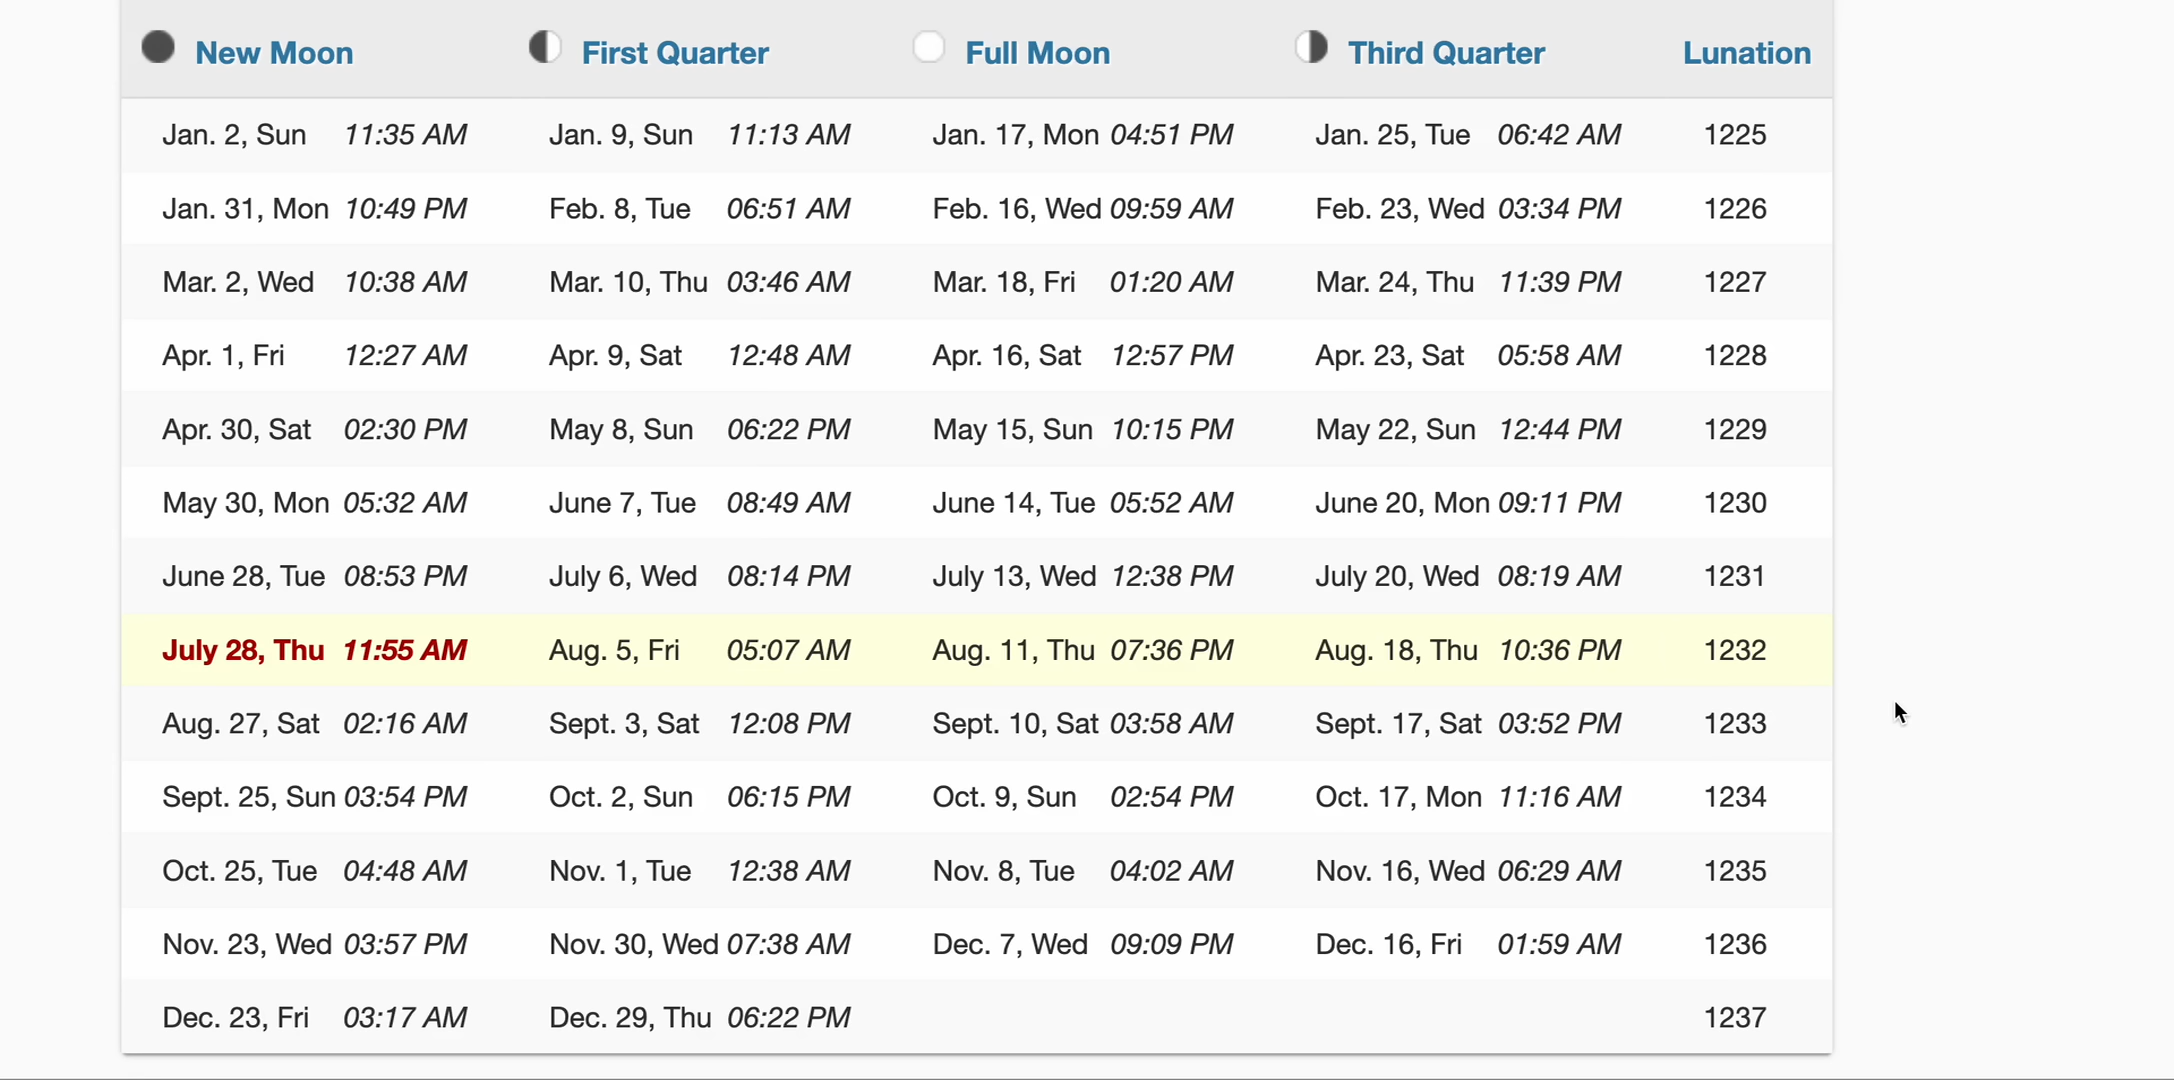 New Moon First Quarter Full Moon Third Quarter Lunation
Jan. 2, Sun 11:35 AM Jan. 9, Sun 11:13 AM Jan. 17, Mon 04:51 PM Jan. 25, Tue 06:42 AM 1225
Jan. 31, Mon 10:49 PM Feb. 8, Tue 06:51 AM Feb. 16, Wed 09:59 AM Feb. 23, Wed 03:34 PM 1226
Mar. 2, Wed 10:38 AM Mar. 10, Thu 03:46 AM Mar. 18, Fri 01:20 AM Mar. 24, Thu 11:39 PM 1227
Apr. 1, Fri 12:27 AM Apr. 9, Sat 12:48 AM Apr. 16, Sat 12:57 PM Apr. 23, Sat 05:58 AM 1228
Apr. 30, Sat 02:30 PM May 8, Sun 06:22 PM May 15, Sun 10:15 PM May 22, Sun 12:44 PM 1229
May 30, Mon 05:32 AM June 7, Tue 08:49 AM June 14, Tue 05:52 AM June 20, Mon 09:11 PM 1230
June 28, Tue 08:53 PM July 6, Wed 08:14 PM July 13, Wed 12:38 PM July 20, Wed 08:19 AM 1231
July 28, Thu 11:55 AM Aug. 5, Fri 05:07 AM Aug. 11, Thu 07:36 PM Aug. 18, Thu 10:36 PM 1232
Aug. 27, Sat 02:16 AM Sept. 3, Sat 12:08 PM Sept. 10, Sat 03:58 AM Sept. 17, Sat 03:52 PM 1233
Sept. 25, Sun 03:54 PM Oct. 2, Sun 06:15 PM Oct. 9, Sun 02:54 PM Oct. 17, Mon 11:16 AM 1234
Oct. 25, Tue 04:48 AM Nov. 1, Tue 12:38 AM Nov. 8, Tue 04:02 AM Nov. 16, Wed 06:29 AM 1235
Nov. 23, Wed 03:57 PM Nov. 30, Wed 07:38 AM Dec. 7, Wed 09:09 PM Dec. 16, Fri 01:59 AM 1236
Dec. 23, Fri 03:17 AM Dec. 29, Thu 06:22 PM 1237